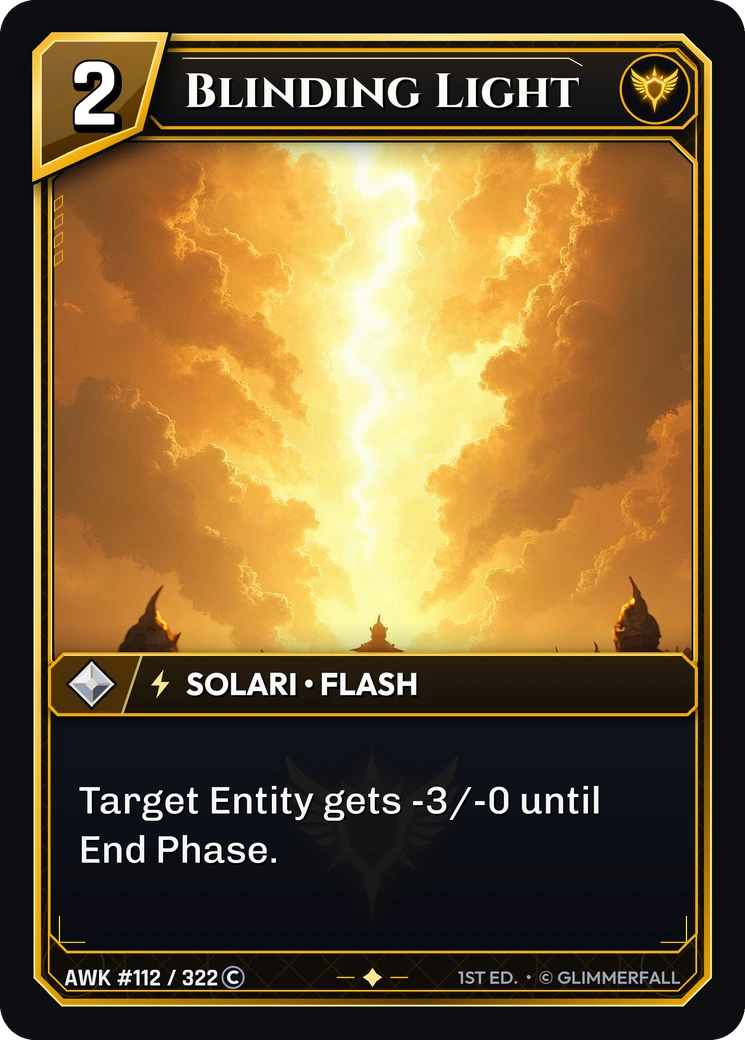 2
BLINDING LIGHT
SOLARI • FLASH
Target Entity gets -3/-0 until
End Phase.
AWK #112 / 322 Ⓒ
1ST ED. • © GLIMMERFALL